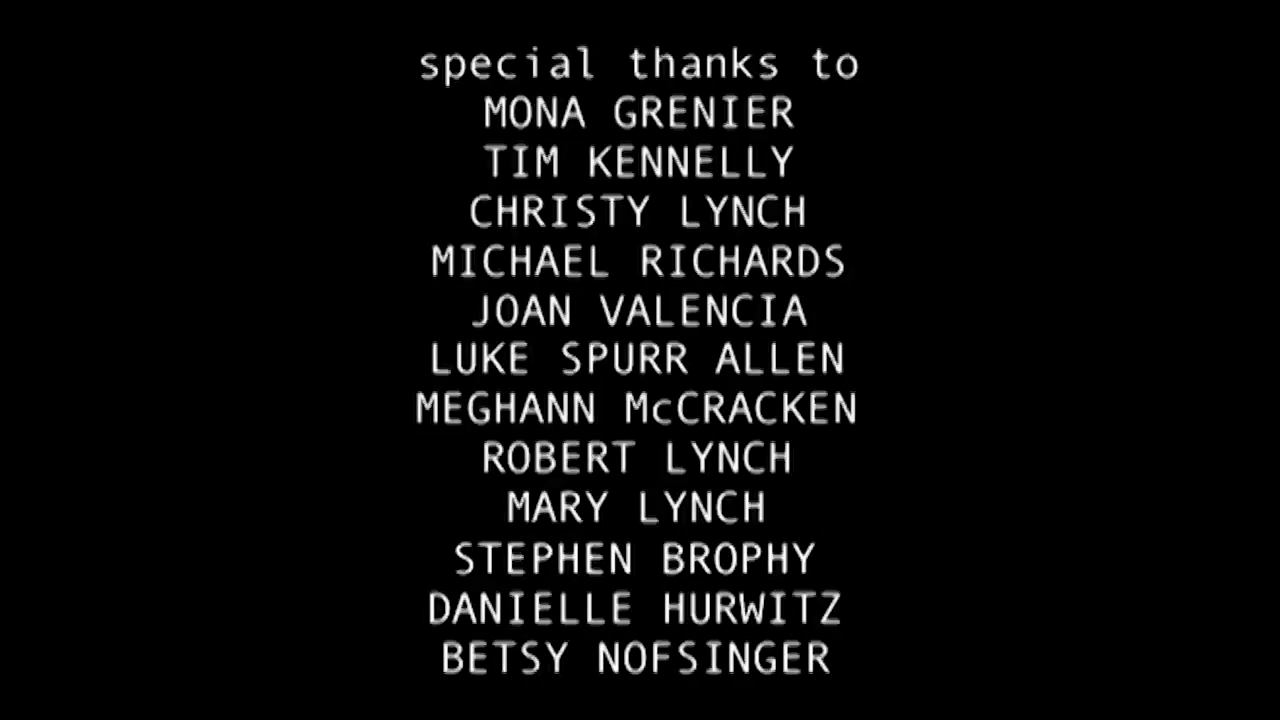 special thanks to
MONA GRENIER
TIM KENNELLY
CHRISTY LYNCH
MICHAEL RICHARDS
JOAN VALENCIA
LUKE SPURR ALLEN
MEGHANN McCRACKEN
ROBERT LYNCH
MARY LYNCH
STEPHEN BROPHY
DANIELLE HURWITZ
BETSY NOFSINGER